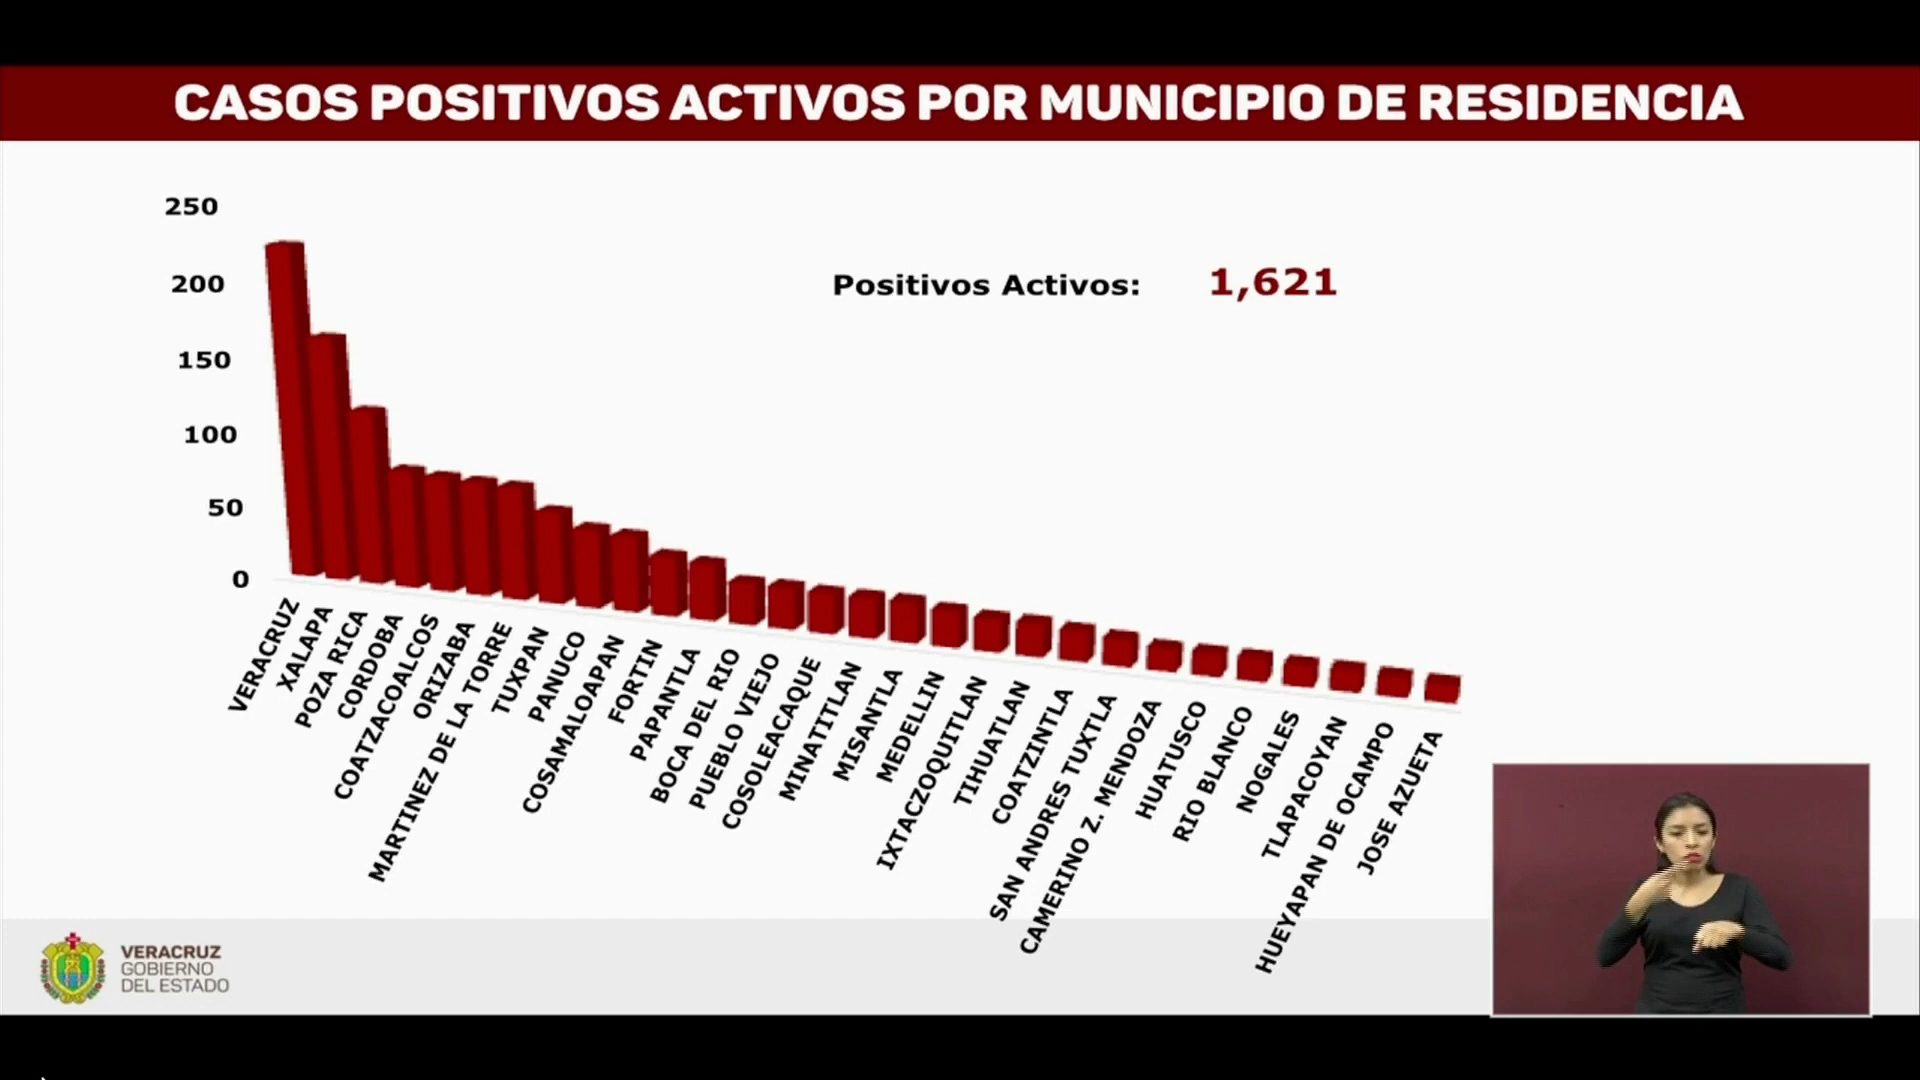 CASOS POSITIVOS ACTIVOS POR MUNICIPIO DE RESIDENCIA
250
200
150
100
50
0
Positivos Activos: 1,621
VERACRUZ
XALAPA
POZA RICA
CORDOBA
COATZACOALCOS
ORIZABA
MARTINEZ DE LA TORRE
TUXPAN
PANUCO
COSAMALOAPAN
FORTIN
PAPANTLA
BOCA DEL RIO
PUEBLO VIEJO
COSOLEACAQUE
MINATITLAN
MISANTLA
MEDELLIN
IXTACZOQUITLAN
TIHUATLAN
COATZINTLA
SAN ANDRES TUXTLA
CAMERINO Z. MENDOZA
HUATUSCO
RIO BLANCO
NOGALES
TLAPACOYAN
HUEYAPAN DE OCAMPO
JOSE AZUETA
VERACRUZ
GOBIERNO
DEL ESTADO